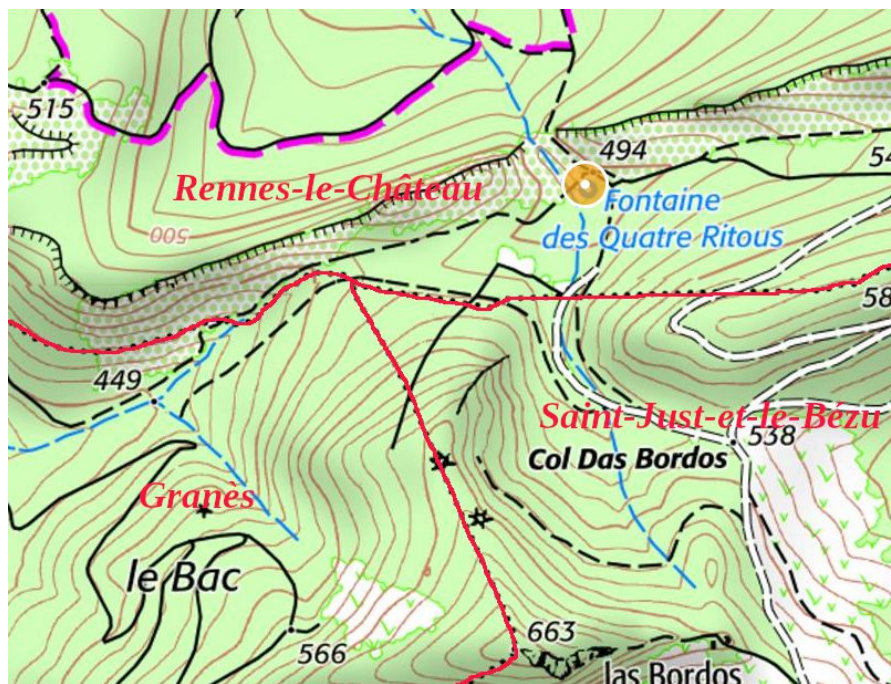 515
494
54
Rennes-le-Château
Fontaine
des Quatre Ritous
500
58
449
Saint-Just-et-le-Bézu
538
Col Das Bordos
Granès
le Bac
663
566
las Bordos